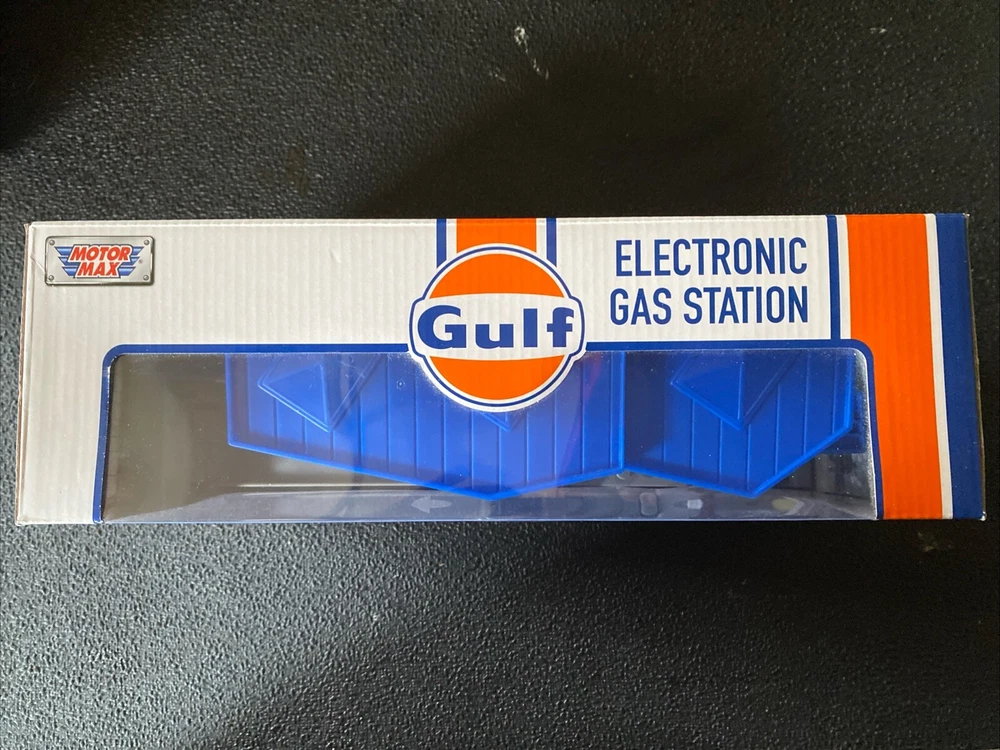 MOTOR
MAX
Gulf
ELECTRONIC
GAS STATION